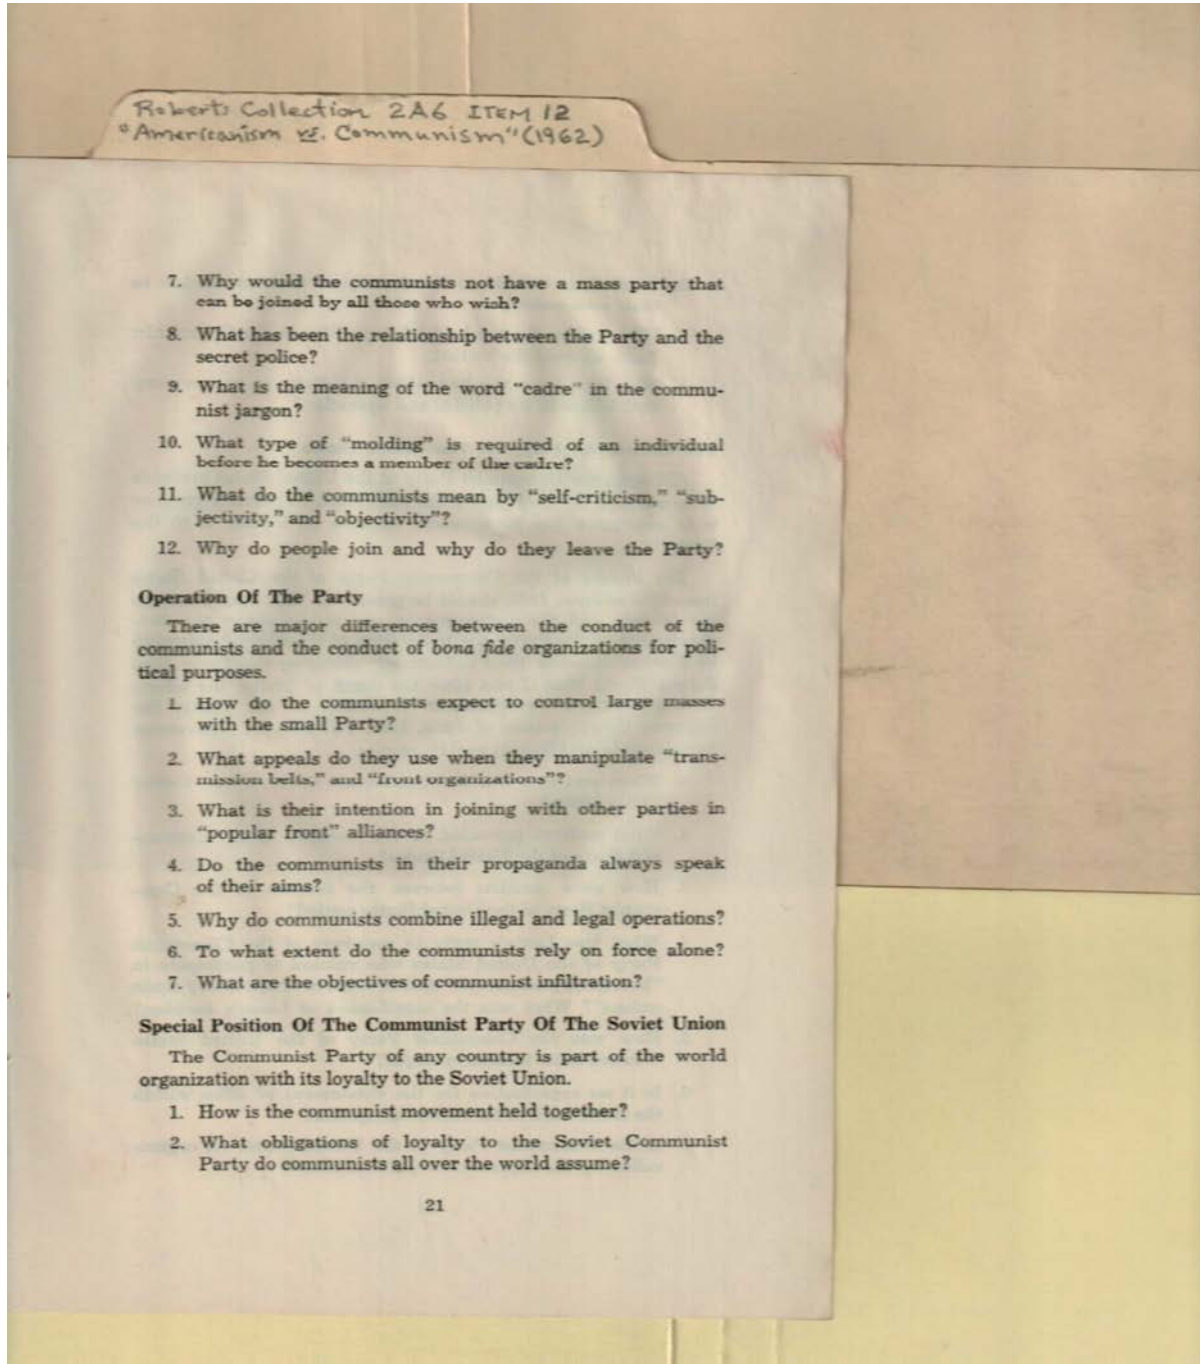 Roberts Collection 2A6 ITEM 12
"Americanism vs. Communism" (1962)
7. Why would the communists not have a mass party that
can be joined by all those who wish?
8. What has been the relationship between the Party and the
secret police?
9. What is the meaning of the word "cadre" in the commu-
nist jargon?
10. What type of "molding" is required of an individual
before he becomes a member of the cadre?
11. What do the communists mean by "self-criticism," "sub-
jectivity," and "objectivity"?
12. Why do people join and why do they leave the Party?
Operation Of The Party
There are major differences between the conduct of the
communists and the conduct of bona fide organizations for poli-
tical purposes.
1. How do the communists expect to control large masses
with the small Party?
2. What appeals do they use when they manipulate "trans-
mission belts," and "front organizations"?
3. What is their intention in joining with other parties in
"popular front" alliances?
4. Do the communists in their propaganda always speak
of their aims?
5. Why do communists combine illegal and legal operations?
6. To what extent do the communists rely on force alone?
7. What are the objectives of communist infiltration?
Special Position Of The Communist Party Of The Soviet Union
The Communist Party of any country is part of the world
organization with its loyalty to the Soviet Union.
1. How is the communist movement held together?
2. What obligations of loyalty to the Soviet Communist
Party do communists all over the world assume?
21